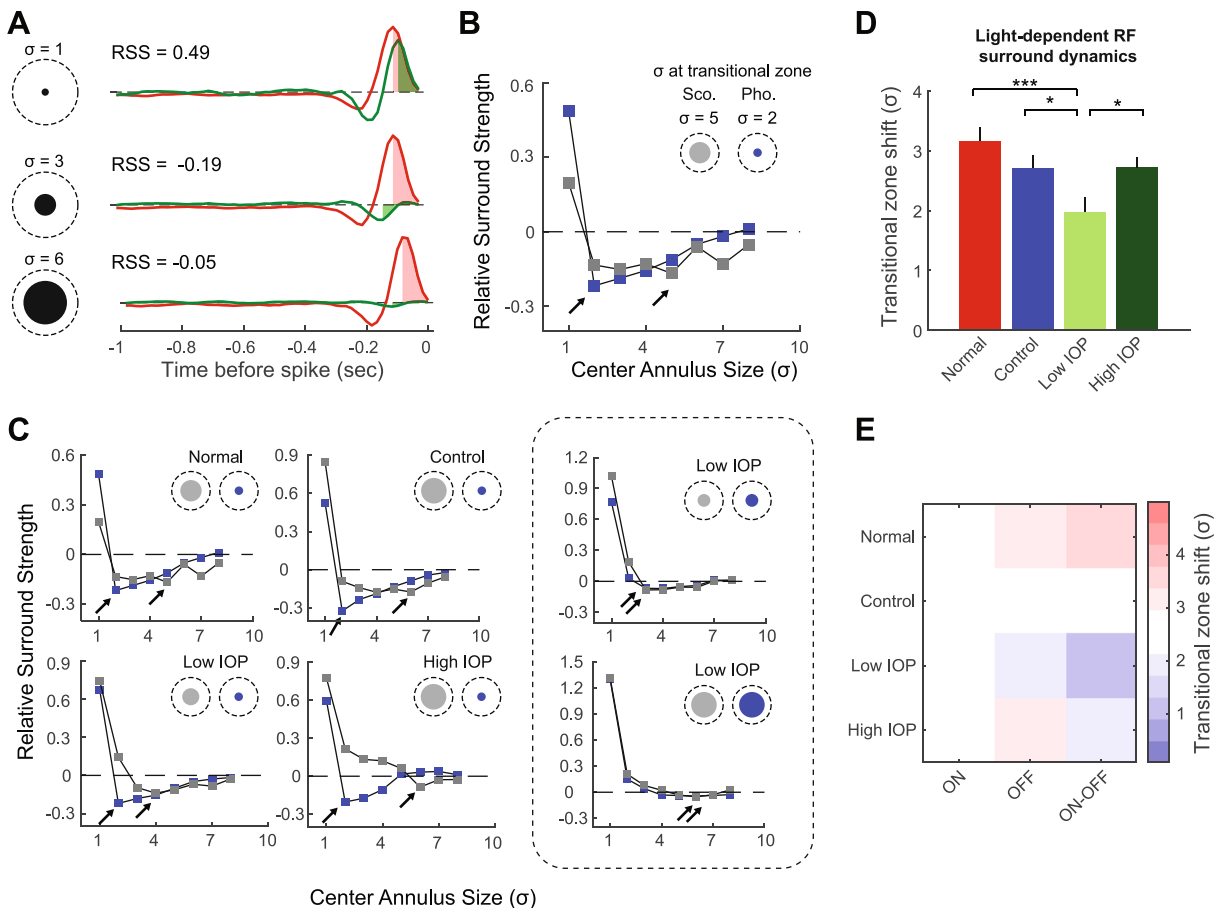 A
σ = 1
RSS = 0.49
σ = 3
RSS = -0.19
σ = 6
RSS = -0.05
-1 -0.8 -0.6 -0.4 -0.2 0
Time before spike (sec)
B
σ at transitional zone
Sco. Pho.
σ = 5 σ = 2
Relative Surround Strength
0.6
0.3
0
-0.3
1 4 7 10
Center Annulus Size (σ)
D
Light-dependent RF
surround dynamics
*** * *
Transitional zone shift (σ)
4
3
2
1
0
Normal Control Low IOP High IOP
C
Relative Surround Strength
Normal
0.6
0.3
0
-0.3
1 4 7 10
Control
0.9
0.6
0.3
0
-0.3
1 4 7 10
Low IOP
1.2
0.9
0.6
0.3
0
-0.3
1 4 7 10
Low IOP
0.9
0.6
0.3
0
-0.3
1 4 7 10
High IOP
0.9
0.6
0.3
0
-0.3
1 4 7 10
Low IOP
1.5
1.2
0.9
0.6
0.3
0
-0.3
1 4 7 10
Center Annulus Size (σ)
E
Normal
Control
Low IOP
High IOP
ON OFF ON-OFF
4
3
2
1
Transitional zone shift (σ)